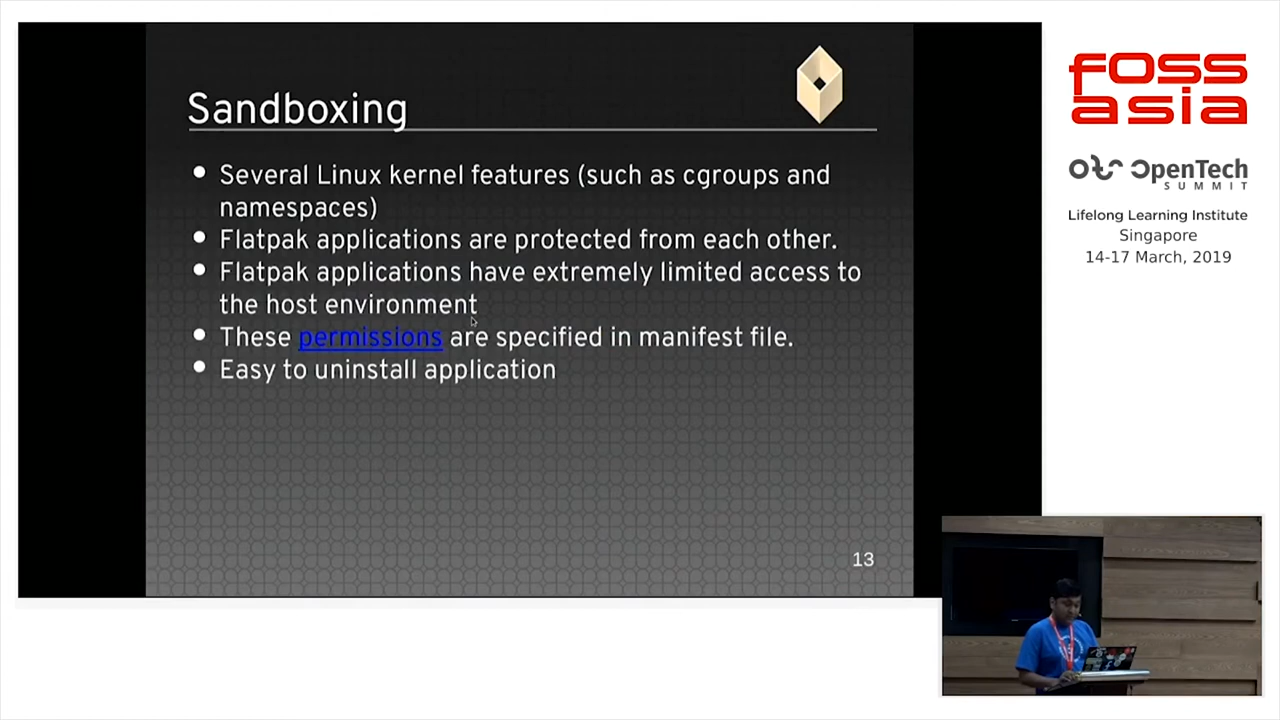 Sandboxing
Several Linux kernel features (such as cgroups and
namespaces)
Flatpak applications are protected from each other.
Flatpak applications have extremely limited access to
the host environment
These permissions are specified in manifest file.
Easy to uninstall application
13
foss
asia
OpenTech
SUMMIT
Lifelong Learning Institute
Singapore
14-17 March, 2019